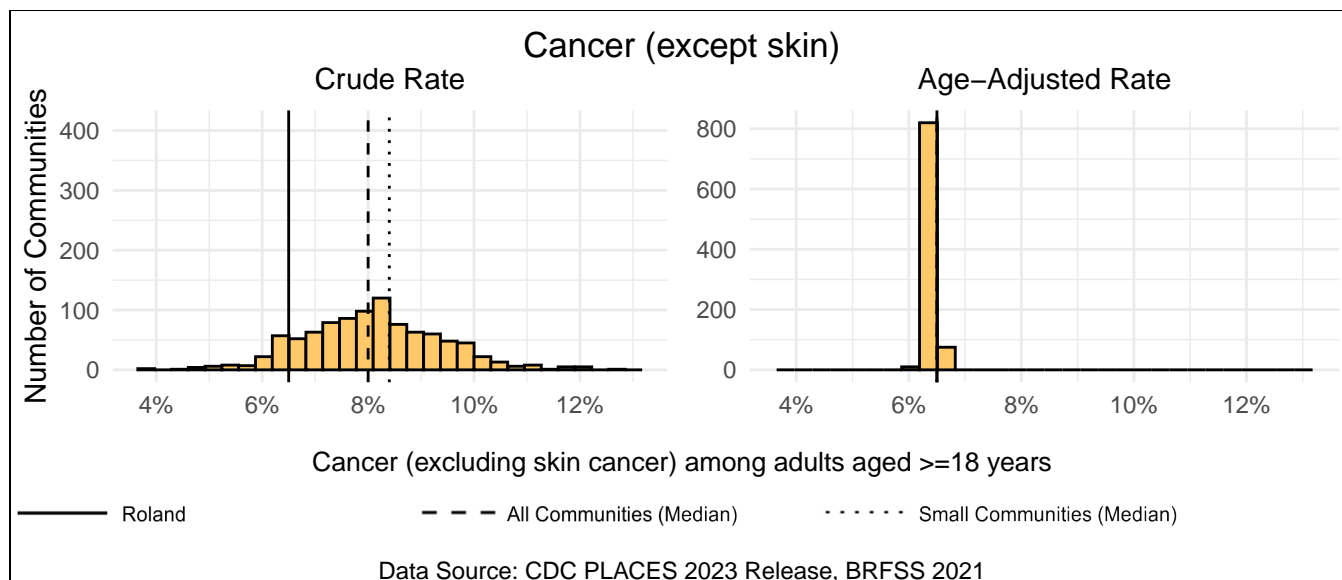 Cancer (except skin)
Crude Rate
Age−Adjusted Rate
Number of Communities
400
300
200
100
0
4%
6%
8%
10%
12%
800
600
400
200
0
4%
6%
8%
10%
12%
Cancer (excluding skin cancer) among adults aged >=18 years
Roland
All Communities (Median)
Small Communities (Median)
Data Source: CDC PLACES 2023 Release, BRFSS 2021